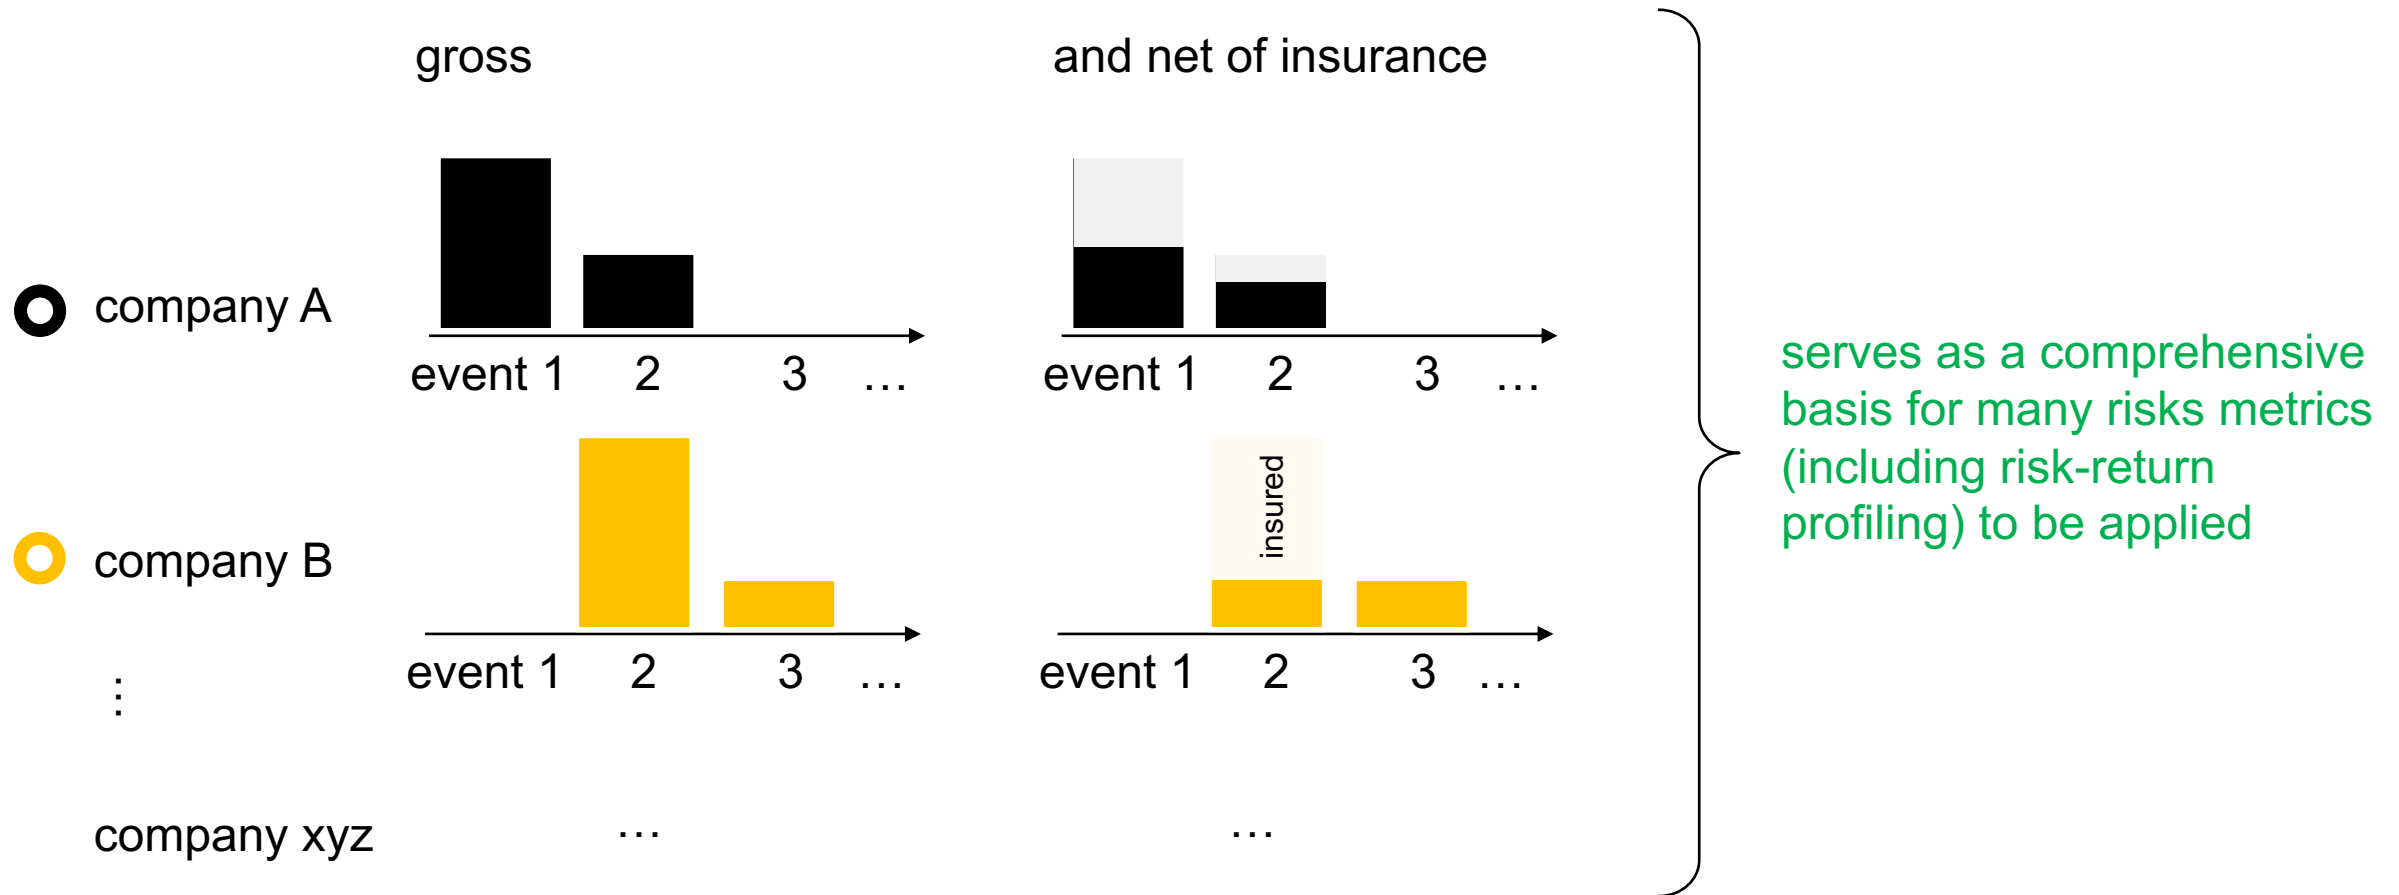 gross
and net of insurance
company A
event 1 2 3 …
event 1 2 3 …
company B
insured
event 1 2 3 …
event 1 2 3 …
⋮
company xyz
…
…
serves as a comprehensive
basis for many risks metrics
(including risk-return
profiling) to be applied